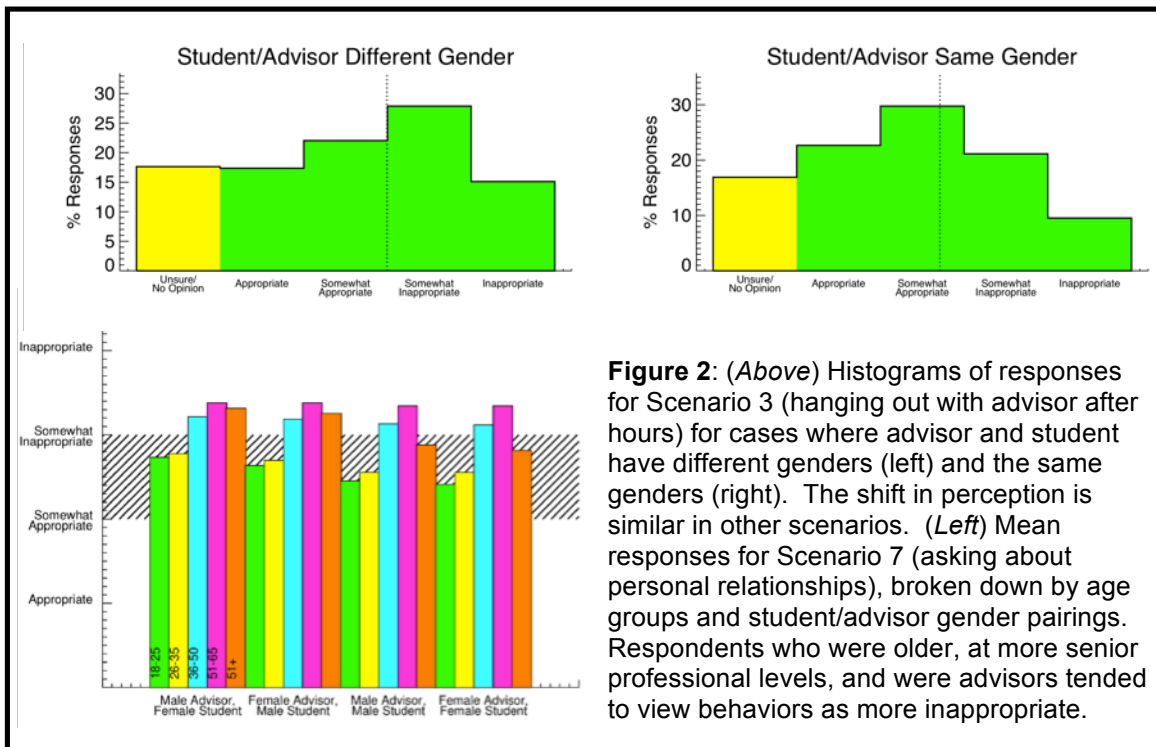 Student/Advisor Different Gender
% Responses
30
25
20
15
10
5
0
Unsure/
No Opinion
Appropriate
Somewhat
Appropriate
Somewhat
Inappropriate
Inappropriate
Student/Advisor Same Gender
% Responses
30
20
10
0
Unsure/
No Opinion
Appropriate
Somewhat
Appropriate
Somewhat
Inappropriate
Inappropriate
Inappropriate
Somewhat
Inappropriate
Somewhat
Appropriate
Appropriate
18-25
26-35
36-50
51-65
51+
Male Advisor,
Female Student
Female Advisor,
Male Student
Male Advisor,
Male Student
Female Advisor,
Female Student
Figure 2: (Above) Histograms of responses
for Scenario 3 (hanging out with advisor after
hours) for cases where advisor and student
have different genders (left) and the same
genders (right). The shift in perception is
similar in other scenarios. (Left) Mean
responses for Scenario 7 (asking about
personal relationships), broken down by age
groups and student/advisor gender pairings.
Respondents who were older, at more senior
professional levels, and were advisors tended
to view behaviors as more inappropriate.